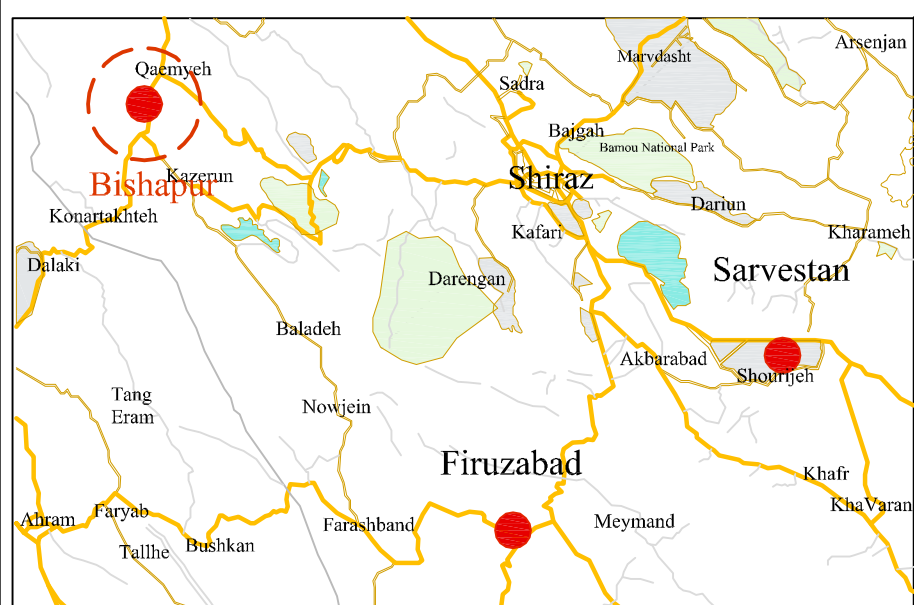 Arsenjan
Marvdasht
Qaemyeh
Sadra
Bajgah
Bamou National Park
Kazerun
Shiraz
Bishapur
Dariun
Konartakhteh
Kafari
Kharameh
Dalaki
Sarvestan
Darengan
Baladeh
Akbarabad
Shourijeh
Tang
Eram
Nowjein
Firuzabad
Khafr
KhaVaran
Faryab
Ahram
Farashband
Meymand
Bushkan
Tallhe